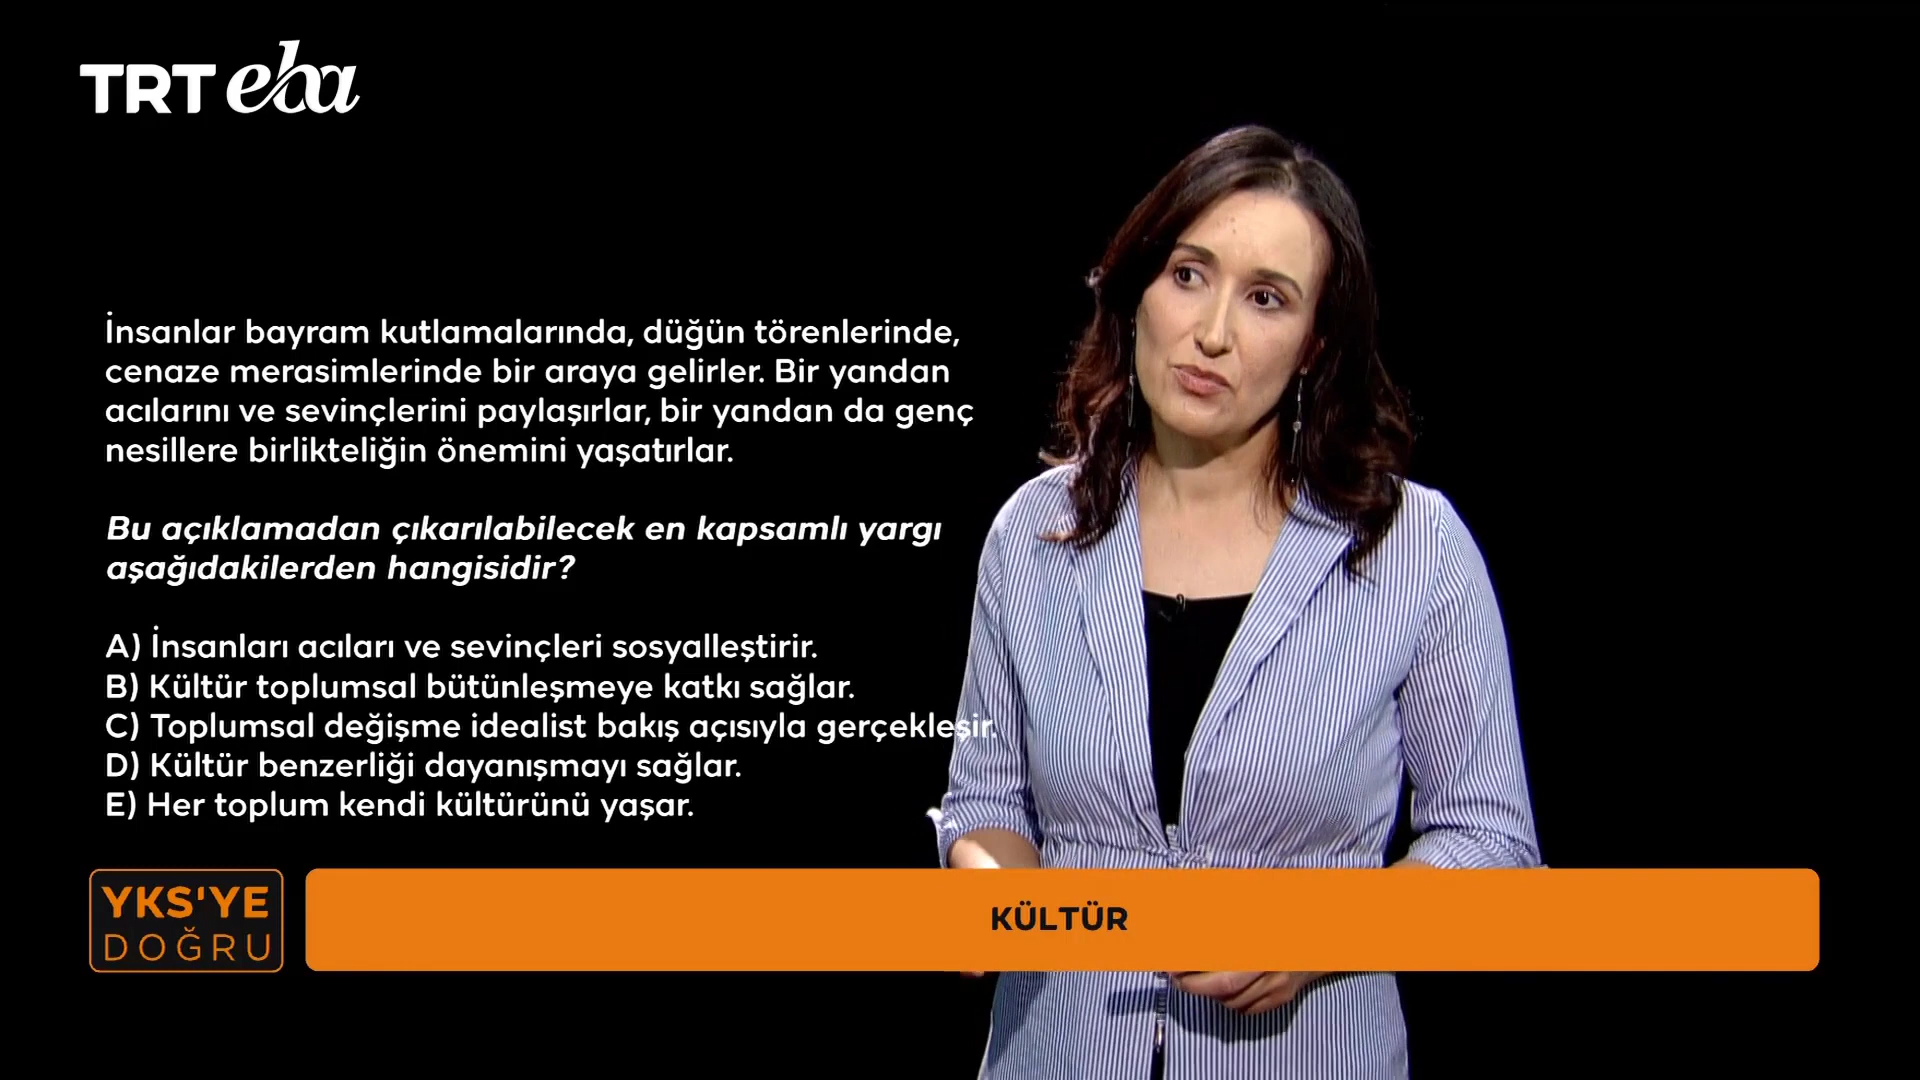 TRT eba
İnsanlar bayram kutlamalarında, düğün törenlerinde,
cenaze merasimlerinde bir araya gelirler. Bir yandan
acılarını ve sevinçlerini paylaşırlar, bir yandan da genç
nesillere birlikteliğin önemini yaşatırlar.
Bu açıklamadan çıkarılabilecek en kapsamlı yargı
aşağıdakilerden hangisidir?
A) İnsanları acıları ve sevinçleri sosyalleştirir.
B) Kültür toplumsal bütünleşmeye katkı sağlar.
C) Toplumsal değişme idealist bakış açısıyla gerçekleşir.
D) Kültür benzerliği dayanışmayı sağlar.
E) Her toplum kendi kültürünü yaşar.
YKS'YE
DOĞRU
KÜLTÜR